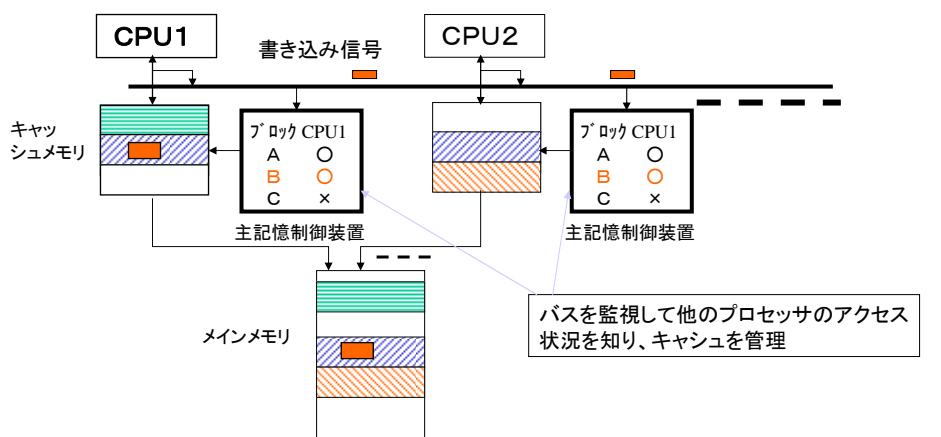 CPU1
CPU2
書き込み信号
キャッ
シュメモリ
ﾌﾞﾛｯｸ CPU1
A ○
B ○
C ×
主記憶制御装置
ﾌﾞﾛｯｸ CPU1
A ○
B ○
C ×
主記憶制御装置
メインメモリ
バスを監視して他のプロセッサのアクセス
状況を知り、キャシュを管理